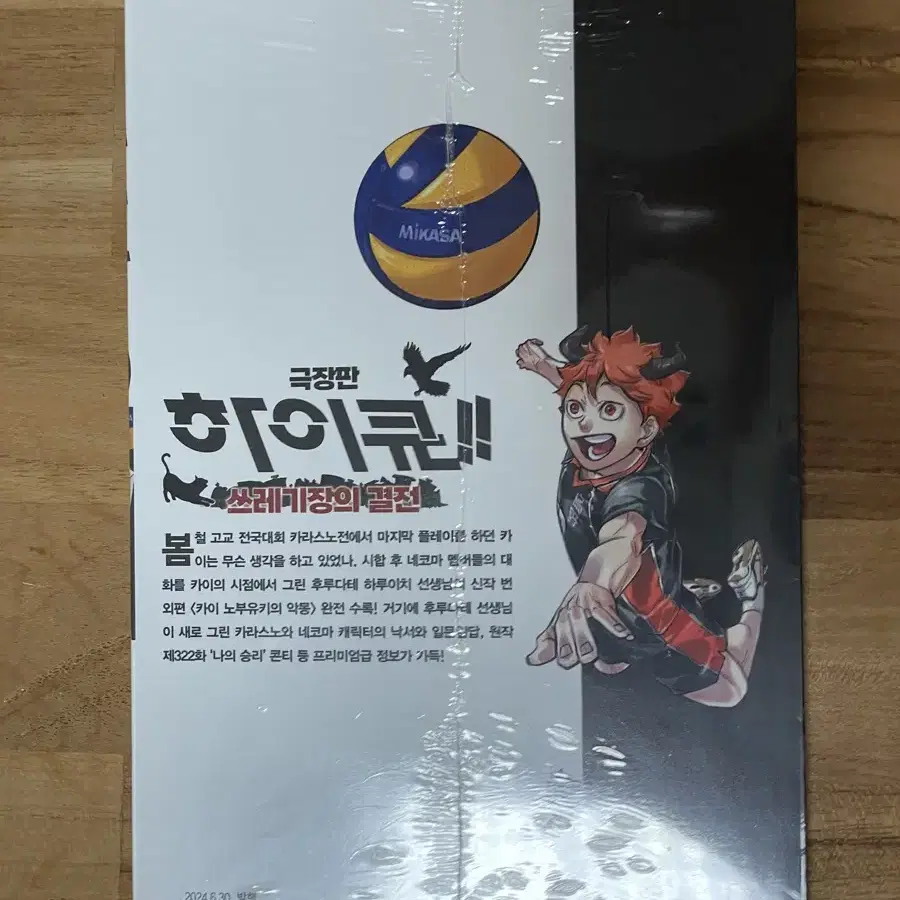 MIKASA
극장판
하이큐!!
쓰레기장의 결전
봄철 고교 전국대회 카라스노전에서 마지막 플레이를 하던 카
이는 무슨 생각을 하고 있었나. 시합 후 네코마 멤버들의 대
화를 카이의 시점에서 그린 후루다테 하루이치 선생님의 신작 번
외편 〈카이 노부유키의 악몽〉 완전 수록! 거기에 후루다테 선생님
이 새로 그린 카라스노와 네코마 캐릭터의 낙서와 일문일답, 원작
제322화 '나의 승리' 콘티 등 프리미엄급 정보가 가득!
2024.6.30. 발행